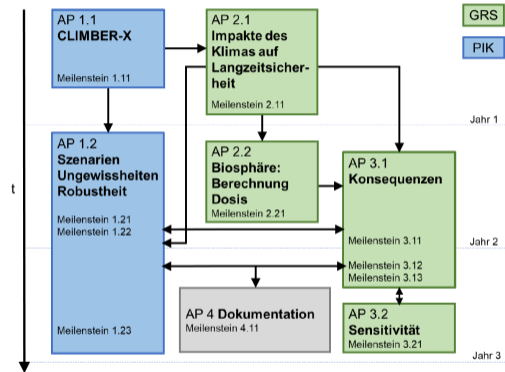 AP 1.1
CLIMBER-X
Meilenstein 1.11
AP 2.1
Impakte des
Klimas auf
Langzeitsicher-
heit
Meilenstein 2.11
GRS
PIK
Jahr 1
AP 1.2
Szenarien
Ungewissheiten
Robustheit
Meilenstein 1.21
Meilenstein 1.22
Meilenstein 1.23
AP 2.2
Biosphäre:
Berechnung
Dosis
Meilenstein 2.21
AP 3.1
Konsequenzen
Meilenstein 3.11
Meilenstein 3.12
Meilenstein 3.13
t
Jahr 2
AP 4 Dokumentation
Meilenstein 4.11
AP 3.2
Sensitivität
Meilenstein 3.21
Jahr 3